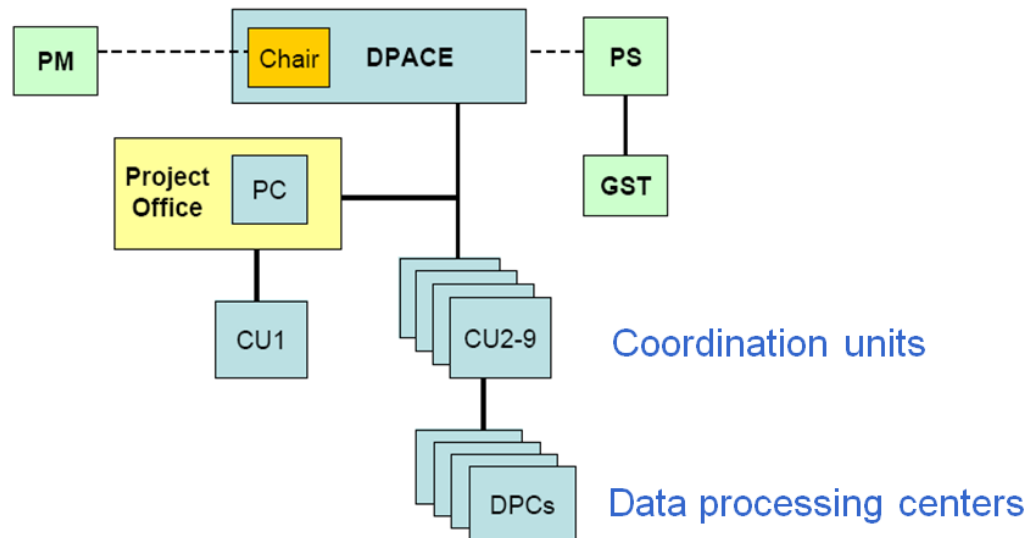 PM
Chair
DPACE
PS
Project
Office
PC
GST
CU1
CU2-9
Coordination units
DPCs
Data processing centers